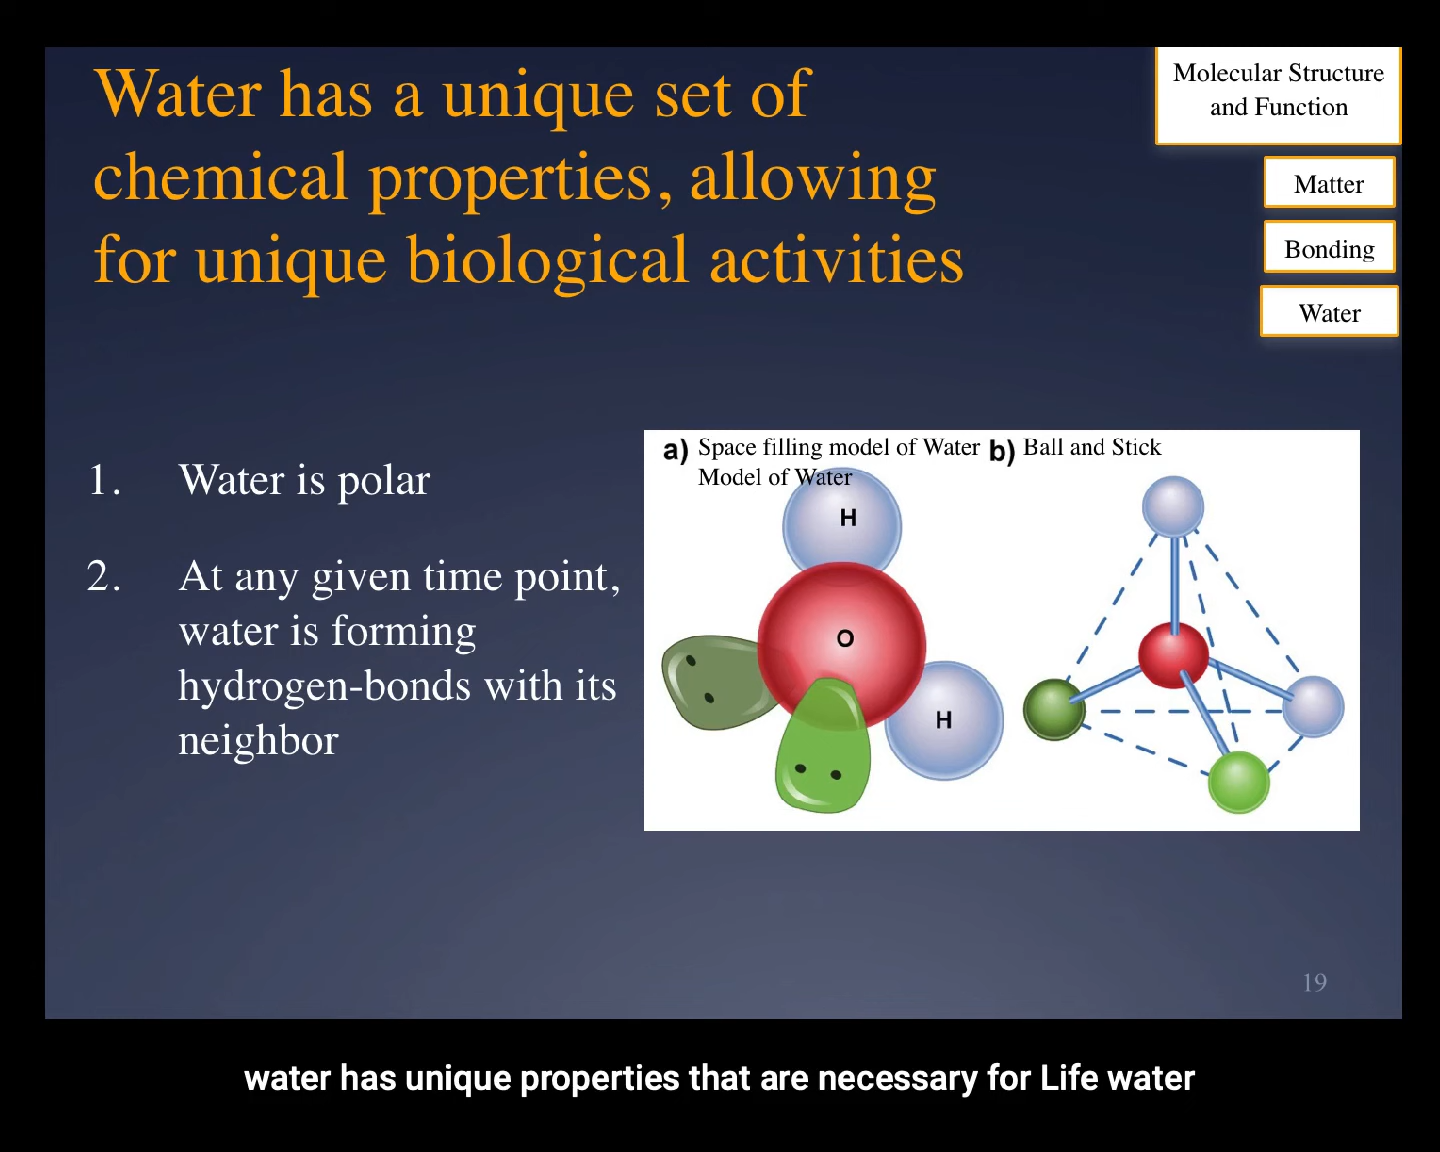 Water has a unique set of
chemical properties, allowing
for unique biological activities
Molecular Structure
and Function
Matter
Bonding
Water
1. Water is polar
2. At any given time point,
water is forming
hydrogen-bonds with its
neighbor
a) Space filling model of Water b) Ball and Stick
Model of Water
H
O
H
19
water has unique properties that are necessary for Life water